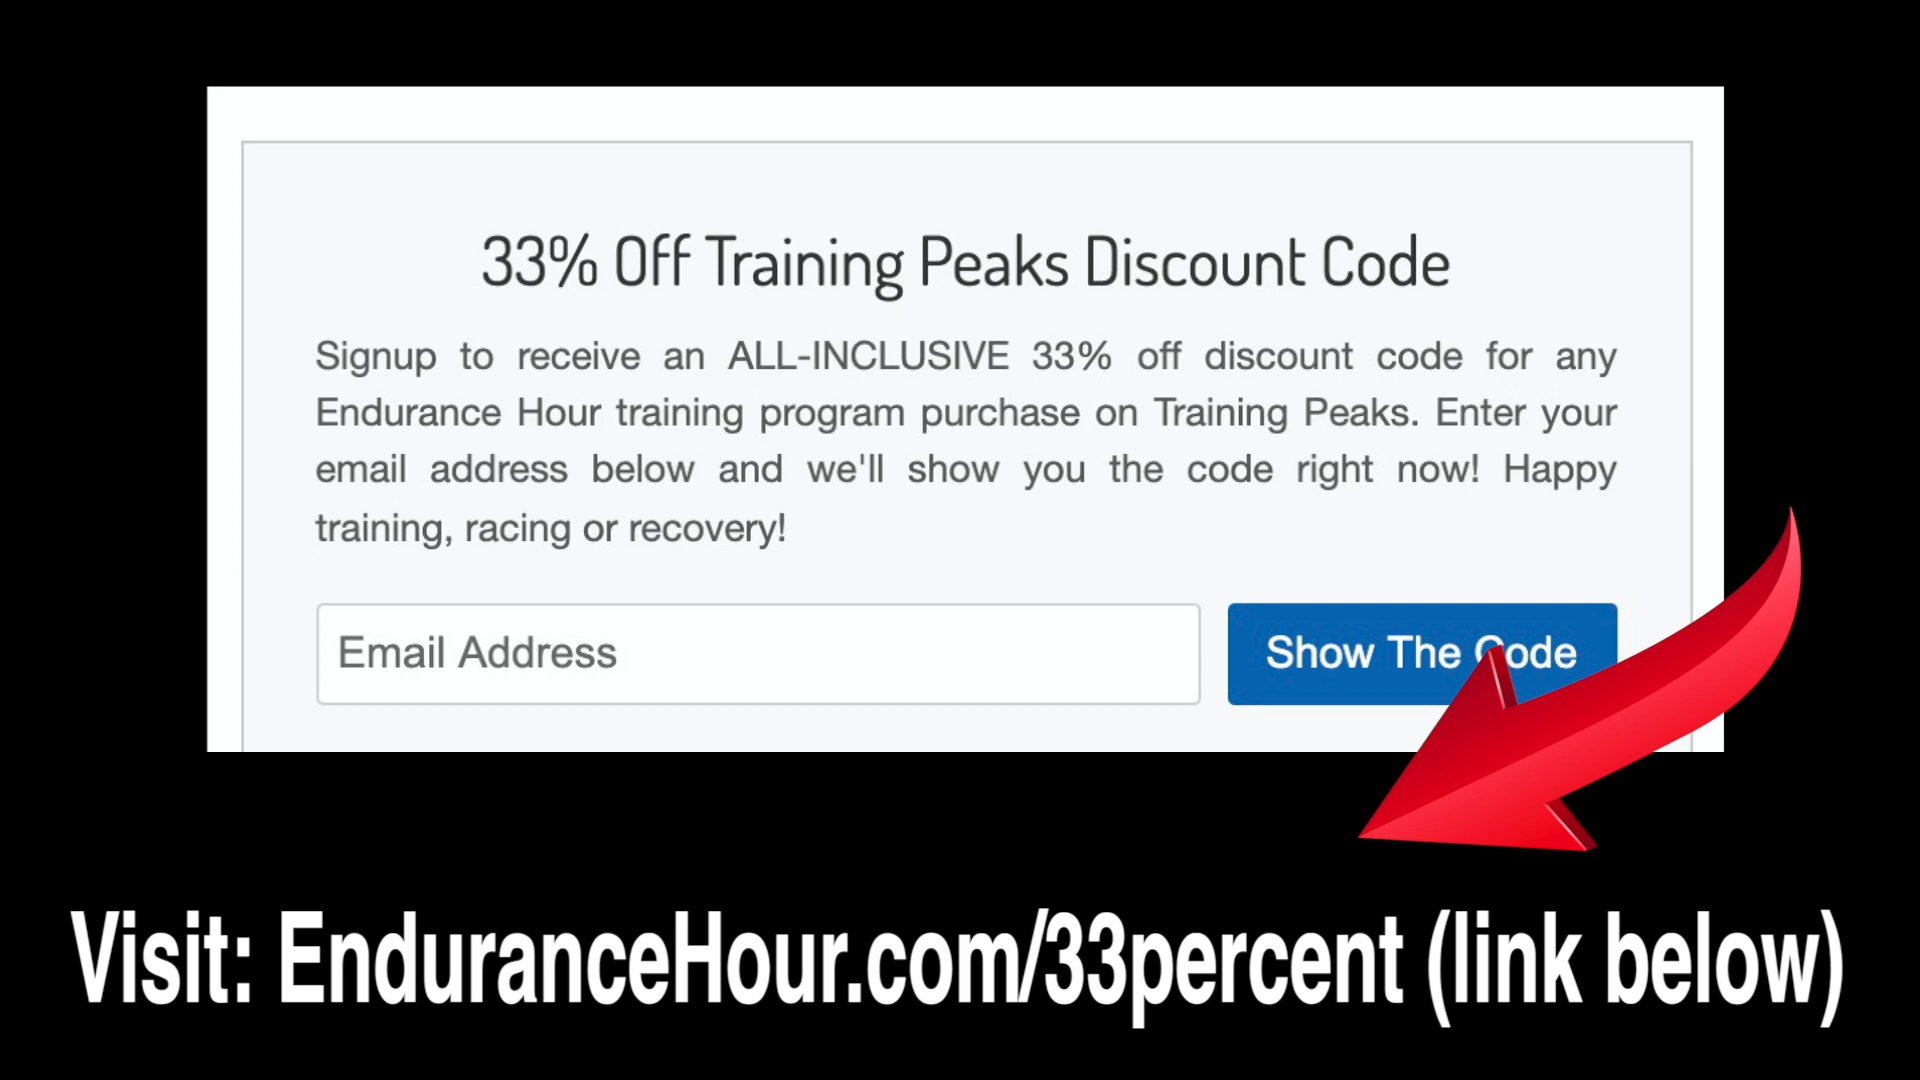 33% Off Training Peaks Discount Code
Signup to receive an ALL-INCLUSIVE 33% off discount code for any
Endurance Hour training program purchase on Training Peaks. Enter your
email address below and we'll show you the code right now! Happy
training, racing or recovery!
Email Address
Show The Code
Visit: EnduranceHour.com/33percent (link below)